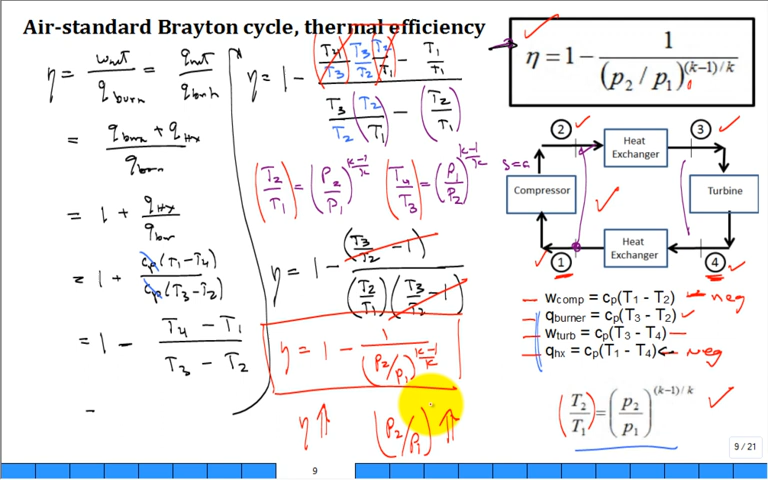 Air-standard Brayton cycle, thermal efficiency
η = w_net / q_burn = q_net / q_burn
= (q_burn + q_Hx) / q_burn
= 1 + q_Hx / q_bur
= 1 + cp(T1 - T4) / cp(T3 - T2)
= 1 - (T4 - T1) / (T3 - T2)
-
η = 1 - (T4/T3 T3/T2 T2/T1 - T1/T1) / (T3/T2 T2/T1 - (T2/T1))
(T2/T1) = (P2/P1)^(k-1)/k (T4/T3) = (P1/P2)^(k-1)/k
η = 1 - (T3/T2 - 1) / ((T2/T1) (T3/T2 - 1))
η = 1 - 1 / (P2/P1)^(k-1)/k
η ↑ (P2/P1) ↑
η = 1 - 1 / (p2 / p1)^(k-1)/k
2
Heat
Exchanger
3
s=c
Compressor
Turbine
1
Heat
Exchanger
4
wcomp = cp(T1 - T2) neg
qburner = cp(T3 - T2)
wturb = cp(T3 - T4)
qhx = cp(T1 - T4) neg
(T2/T1) = (p2/p1)^(k-1)/k
9
9 / 21